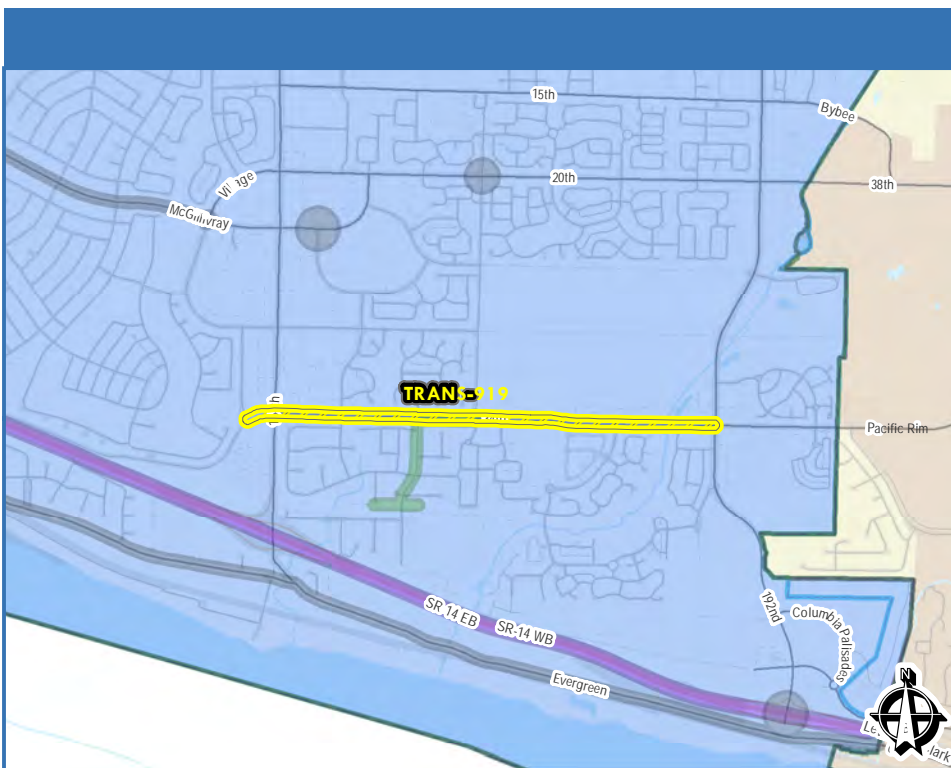 15th
Bybee
20th
38th
McGillivray
TRANS-919
Pacific Rim
192nd
Columbia
Palisades
SR 14 EB
SR-14 WB
Evergreen
N